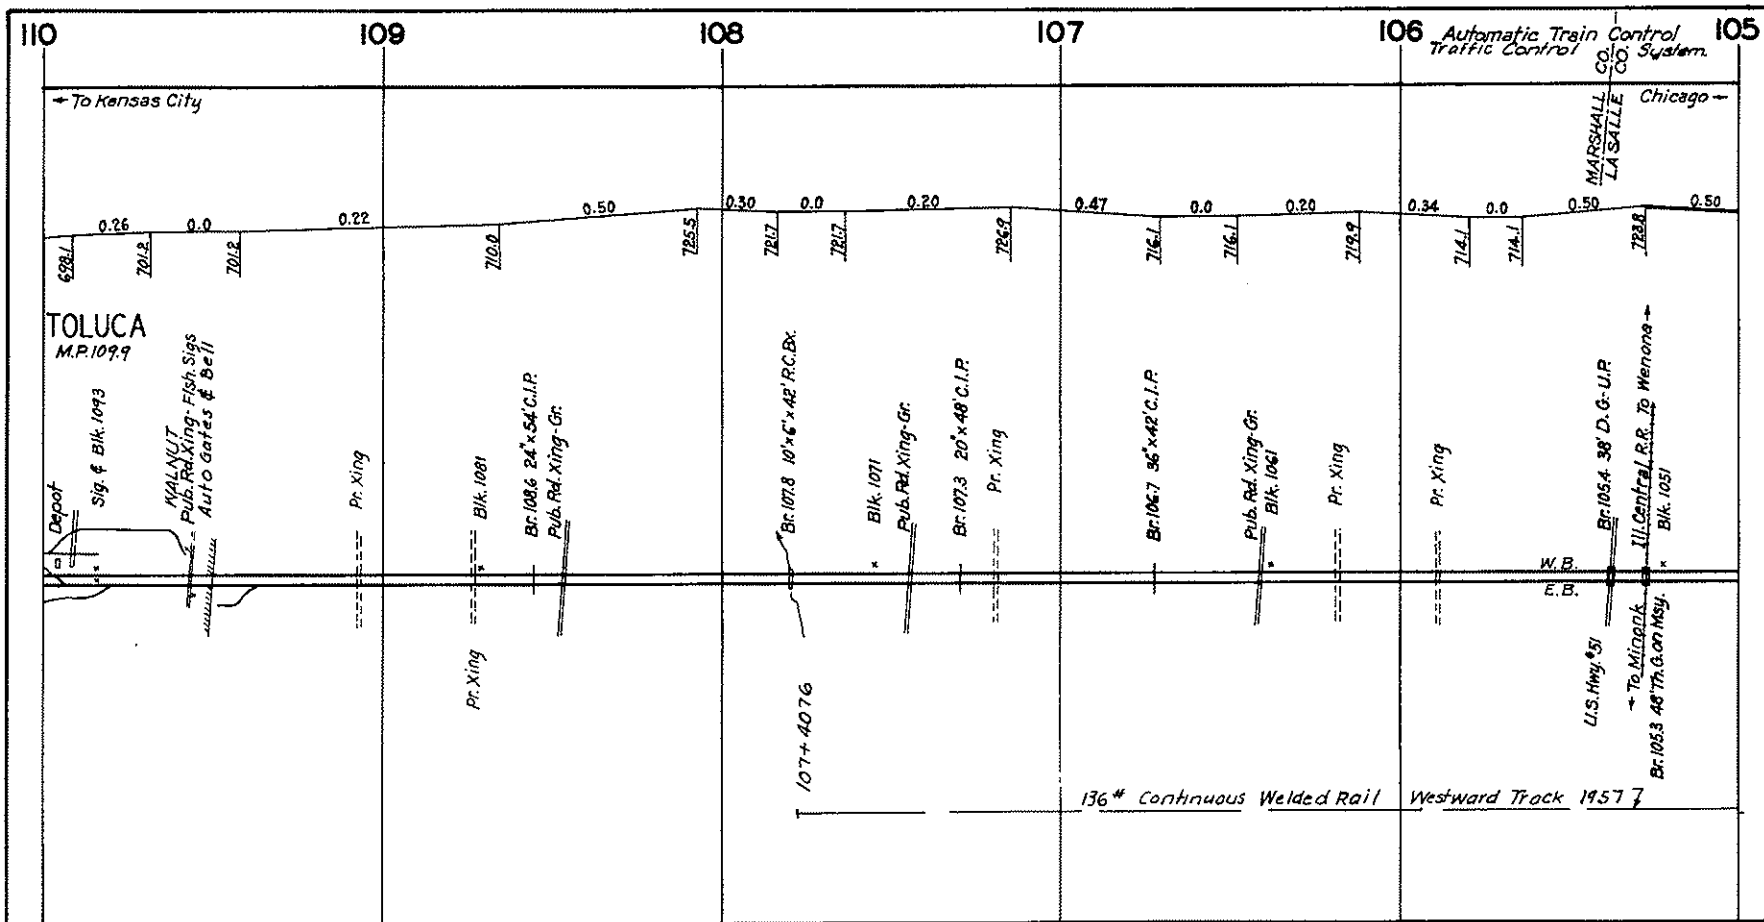 110
109
108
107
106
105
Automatic Train Control
Traffic Control System.
CO.
CO.
MARSHALL
LA SALLE
← To Kansas City
Chicago →
0.26
0.0
0.22
0.50
0.30
0.0
0.20
0.47
0.0
0.20
0.34
0.0
0.50
0.50
698.1
701.2
701.2
710.0
725.5
721.7
721.7
726.9
716.1
716.1
719.9
714.1
714.1
723.8
TOLUCA
M.P. 109.9
Depot
Sig. & Blk. 1093
WALNUT
Pub. Rd. Xing-Flsh. Sigs
Auto Gates & Bell
Pr. Xing
Blk. 1081
Pr. Xing
Br. 108.6 24"x54' C.I.P.
Pub. Rd. Xing-Gr.
Br. 107.8 10'x6'x42' R.C.Bx.
Blk. 1071
Pub. Rd. Xing-Gr.
Br. 107.3 20"x48' C.I.P.
Pr. Xing
Br. 106.7 36"x42' C.I.P.
Pub. Rd. Xing-Gr.
Blk. 1061
Pr. Xing
Pr. Xing
Br. 105.4 38' D.G.-U.P.
Ill. Central R.R. To Wenona →
Blk. 1051
W.B.
E.B.
U.S. Hwy. #51
← To Minonk
Br. 105.3 48' Th. G. on Msy.
107+4076
136# Continuous Welded Rail Westward Track 1957